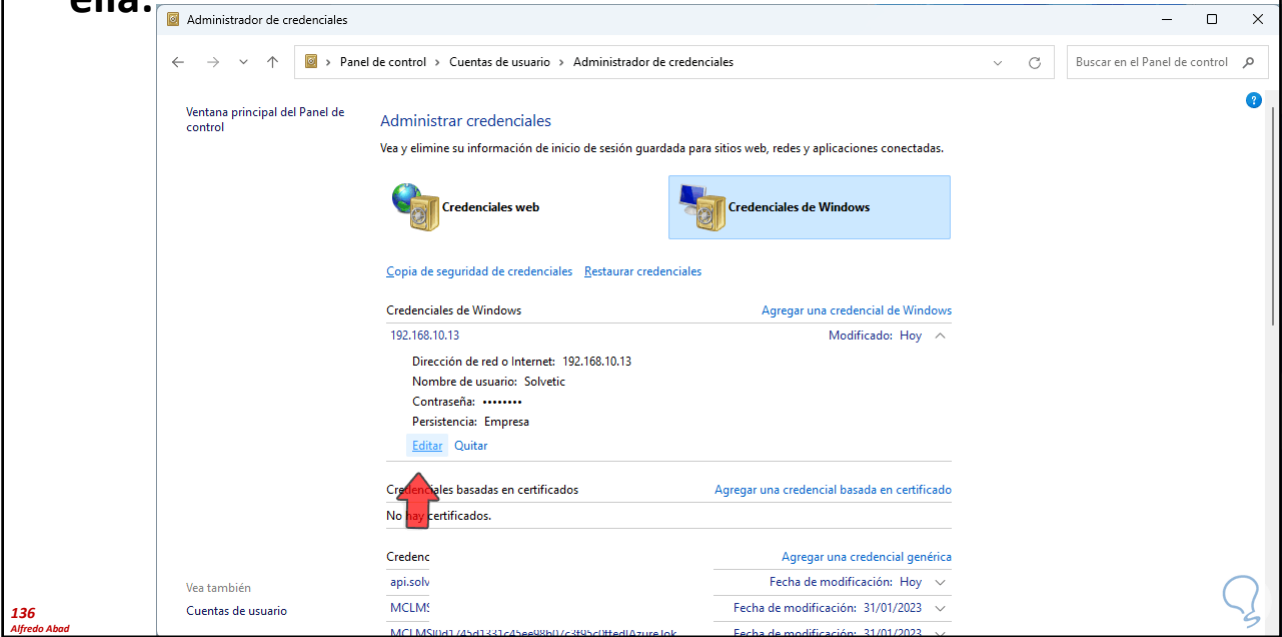 ella.
Administrador de credenciales
Panel de control › Cuentas de usuario › Administrador de credenciales
Buscar en el Panel de control
Ventana principal del Panel de
control
Administrar credenciales
Vea y elimine su información de inicio de sesión guardada para sitios web, redes y aplicaciones conectadas.
Credenciales web
Credenciales de Windows
Copia de seguridad de credenciales Restaurar credenciales
Credenciales de Windows Agregar una credencial de Windows
192.168.10.13 Modificado: Hoy
Dirección de red o Internet: 192.168.10.13
Nombre de usuario: Solvetic
Contraseña: ••••••••
Persistencia: Empresa
Editar Quitar
Credenciales basadas en certificados Agregar una credencial basada en certificado
No hay certificados.
Credenc Agregar una credencial genérica
api.solv Fecha de modificación: Hoy
MCLMS Fecha de modificación: 31/01/2023
Fecha de modificación: 31/01/2023
Vea también
Cuentas de usuario
136
Alfredo Abad